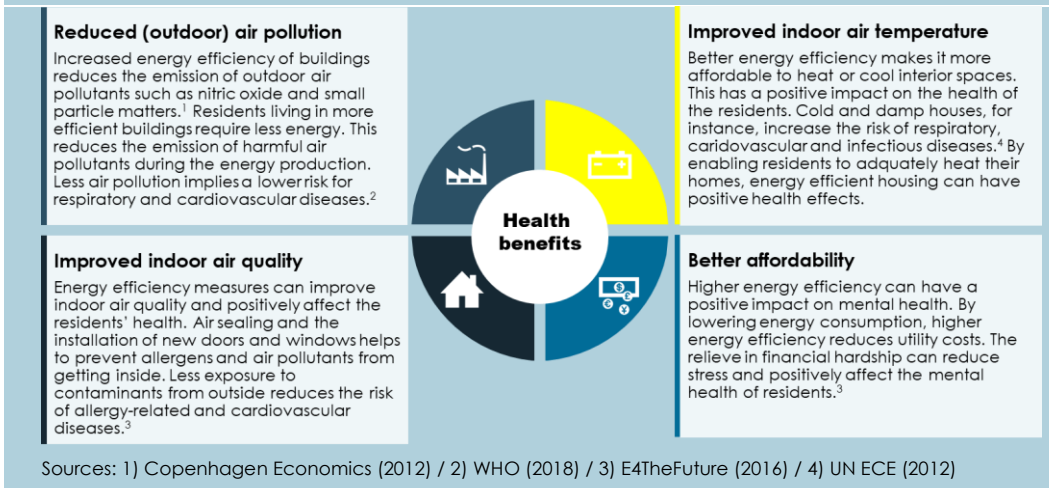 Reduced (outdoor) air pollution
Increased energy efficiency of buildings
reduces the emission of outdoor air
pollutants such as nitric oxide and small
particle matters.¹ Residents living in more
efficient buildings require less energy. This
reduces the emission of harmful air
pollutants during the energy production.
Less air pollution implies a lower risk for
respiratory and cardiovascular diseases.²
Improved indoor air temperature
Better energy efficiency makes it more
affordable to heat or cool interior spaces.
This has a positive impact on the health of
the residents. Cold and damp houses, for
instance, increase the risk of respiratory,
caridovascular and infectious diseases.⁴ By
enabling residents to adquately heat their
homes, energy efficient housing can have
positive health effects.
Health
benefits
Improved indoor air quality
Energy efficiency measures can improve
indoor air quality and positively affect the
residents' health. Air sealing and the
installation of new doors and windows helps
to prevent allergens and air pollutants from
getting inside. Less exposure to
contaminants from outside reduces the risk
of allergy-related and cardiovascular
diseases.³
Better affordability
Higher energy efficiency can have a
positive impact on mental health. By
lowering energy consumption, higher
energy efficiency reduces utility costs. The
relieve in financial hardship can reduce
stress and positively affect the mental
health of residents.³
Sources: 1) Copenhagen Economics (2012) / 2) WHO (2018) / 3) E4TheFuture (2016) / 4) UN ECE (2012)